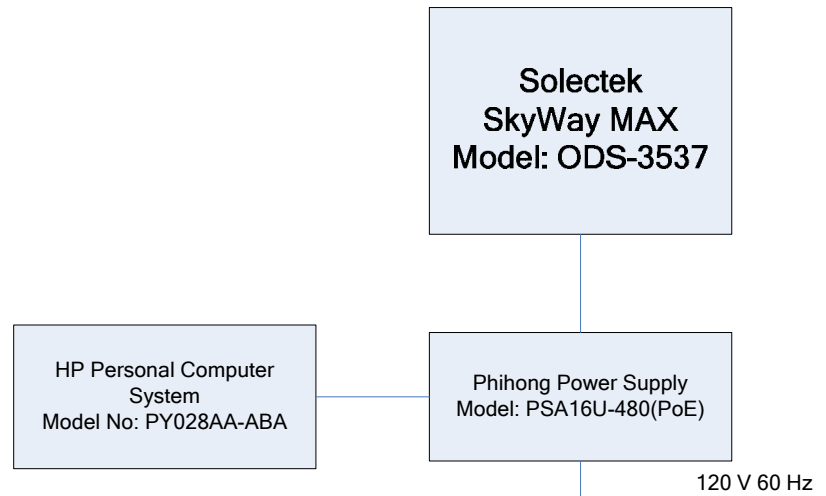 Solectek
SkyWay MAX
Model: ODS-3537
HP Personal Computer
System
Model No: PY028AA-ABA
Phihong Power Supply
Model: PSA16U-480(PoE)
120 V 60 Hz